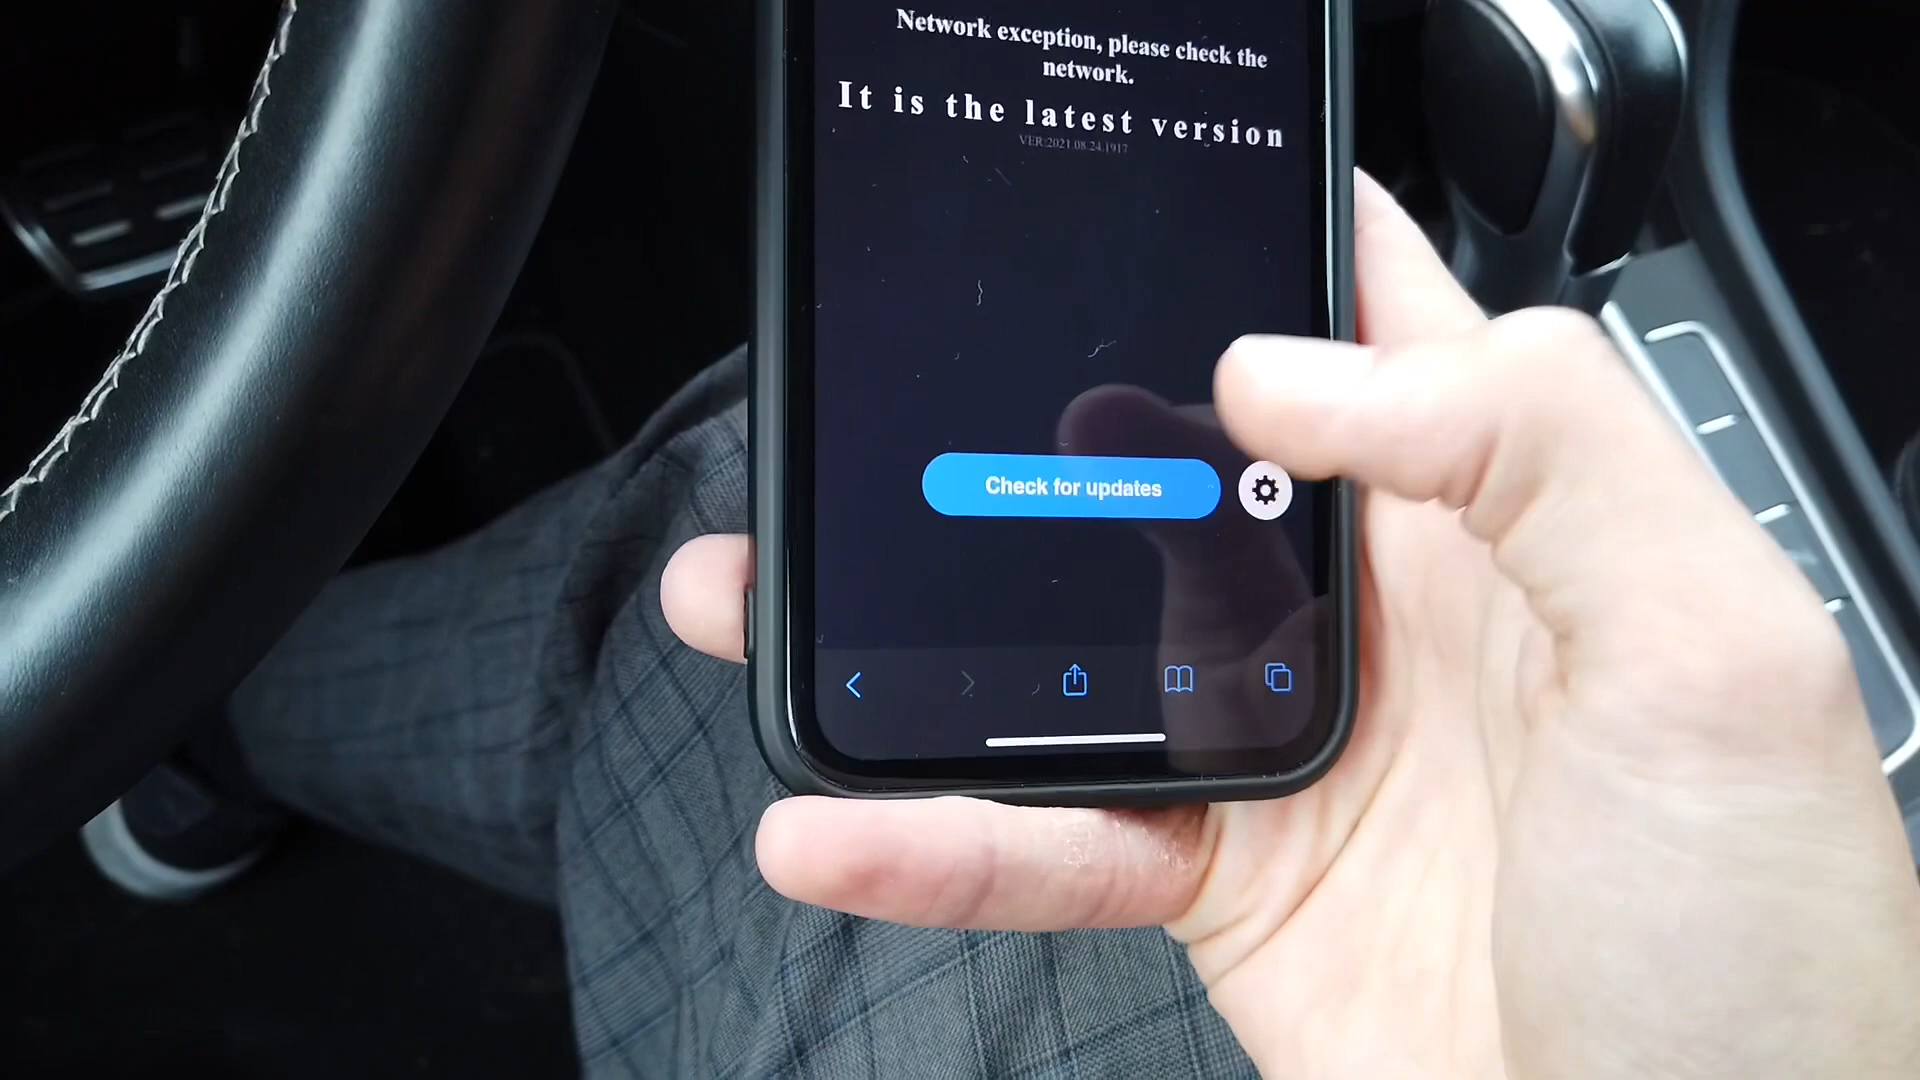 Network exception, please check the
network.
It is the latest version
VER:2021.08.24.1917
Check for updates